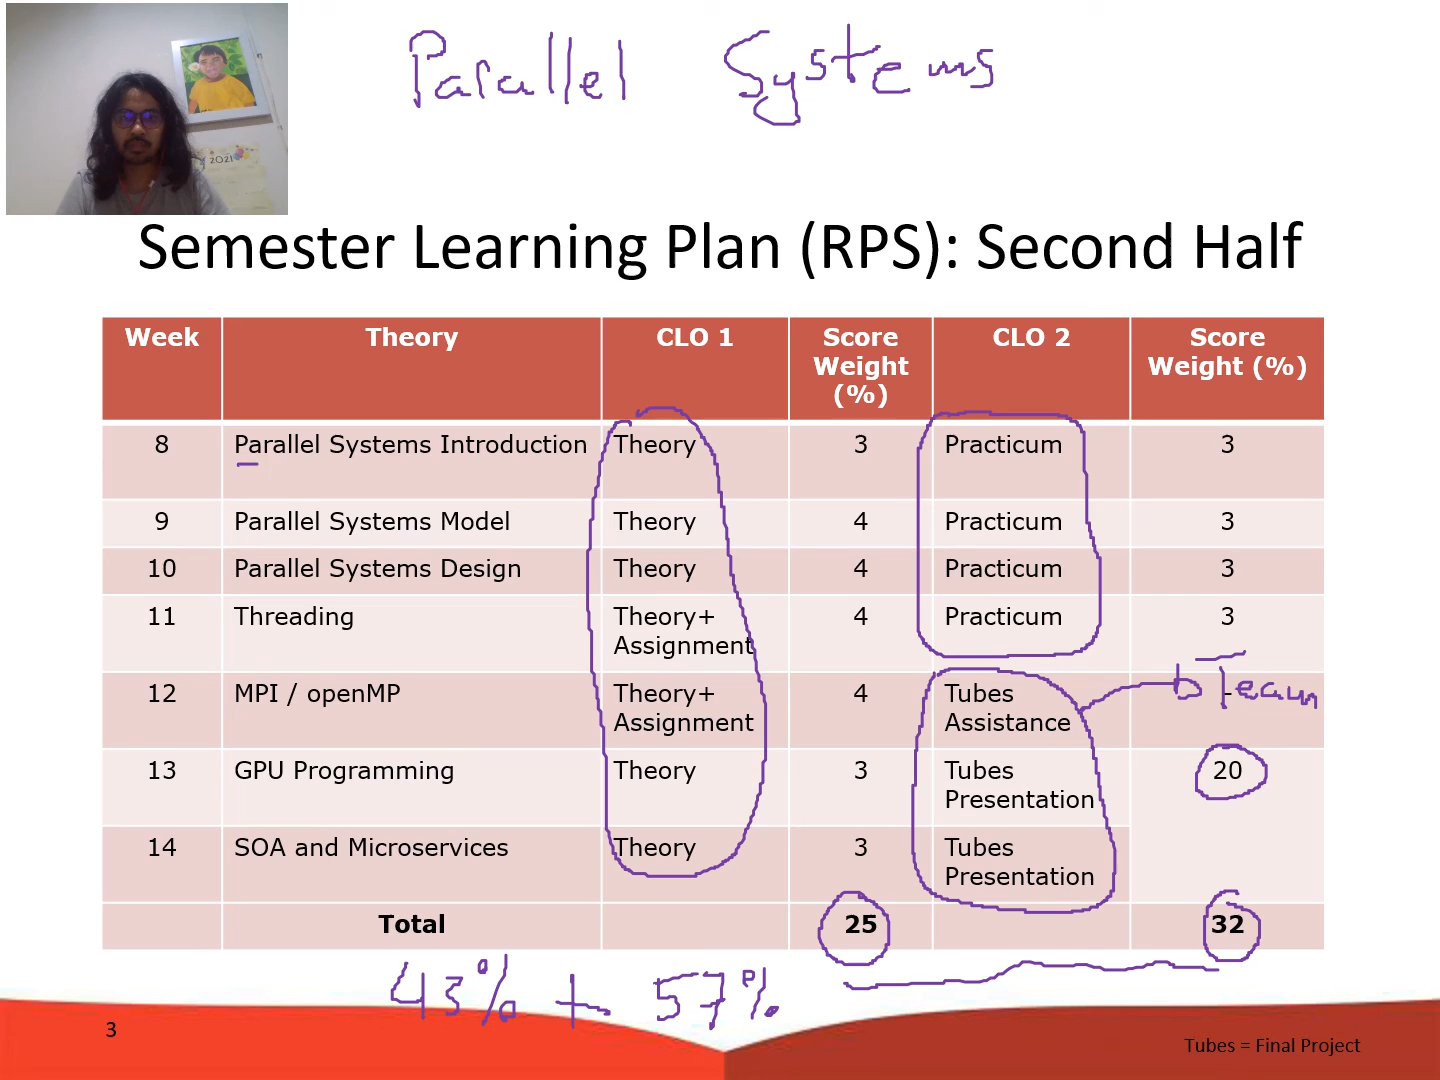 Parallel Systems
2021
Semester Learning Plan (RPS): Second Half
Week Theory CLO 1 Score Weight (%) CLO 2 Score Weight (%)
8 Parallel Systems Introduction Theory 3 Practicum 3
9 Parallel Systems Model Theory 4 Practicum 3
10 Parallel Systems Design Theory 4 Practicum 3
11 Threading Theory+ Assignment 4 Practicum 3
12 MPI / openMP Theory+ Assignment 4 Tubes Assistance - Team
13 GPU Programming Theory 3 Tubes Presentation 20
14 SOA and Microservices Theory 3 Tubes Presentation
Total 25 32
43% + 57%
3
Tubes = Final Project